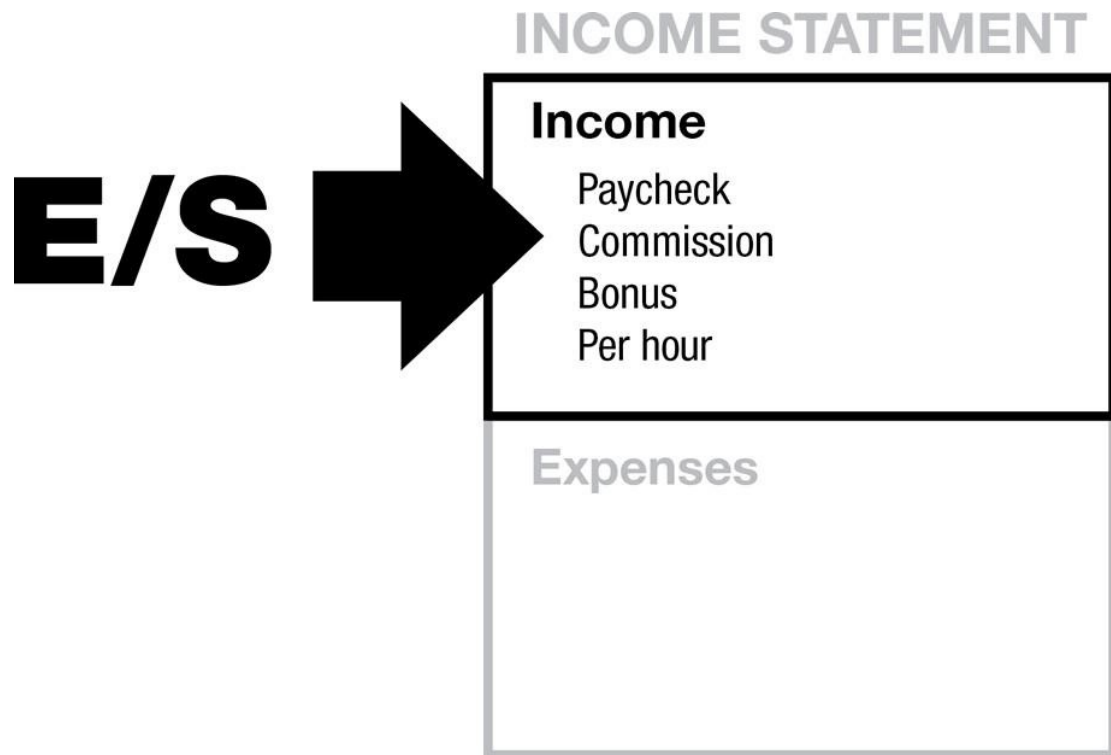 INCOME STATEMENT
Income
E/S
Paycheck
Commission
Bonus
Per hour
Expenses